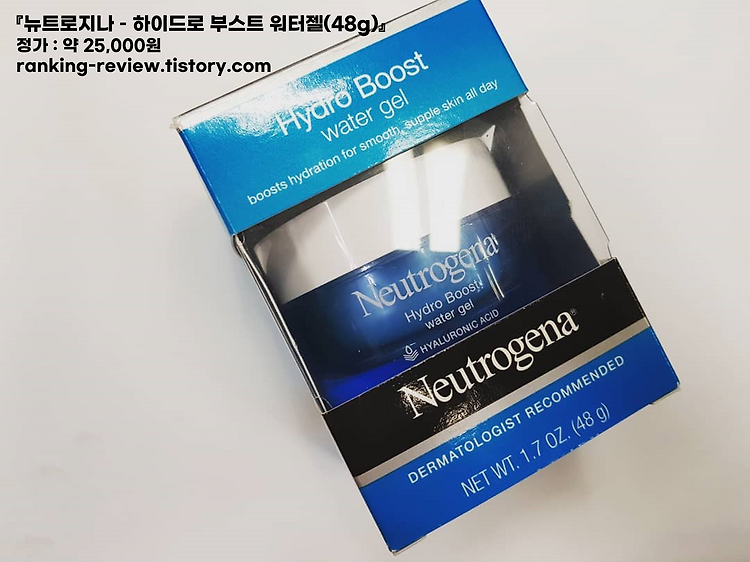 『뉴트로지나 - 하이드로 부스트 워터젤(48g)』
정가 : 약 25,000원
ranking-review.tistory.com
Hydro Boost
water gel
boosts hydration for smooth, supple skin all day
Neutrogena
Hydro Boost
water gel
HYALURONIC ACID
Neutrogena®
DERMATOLOGIST RECOMMENDED
NET WT. 1.7 OZ. (48 g)